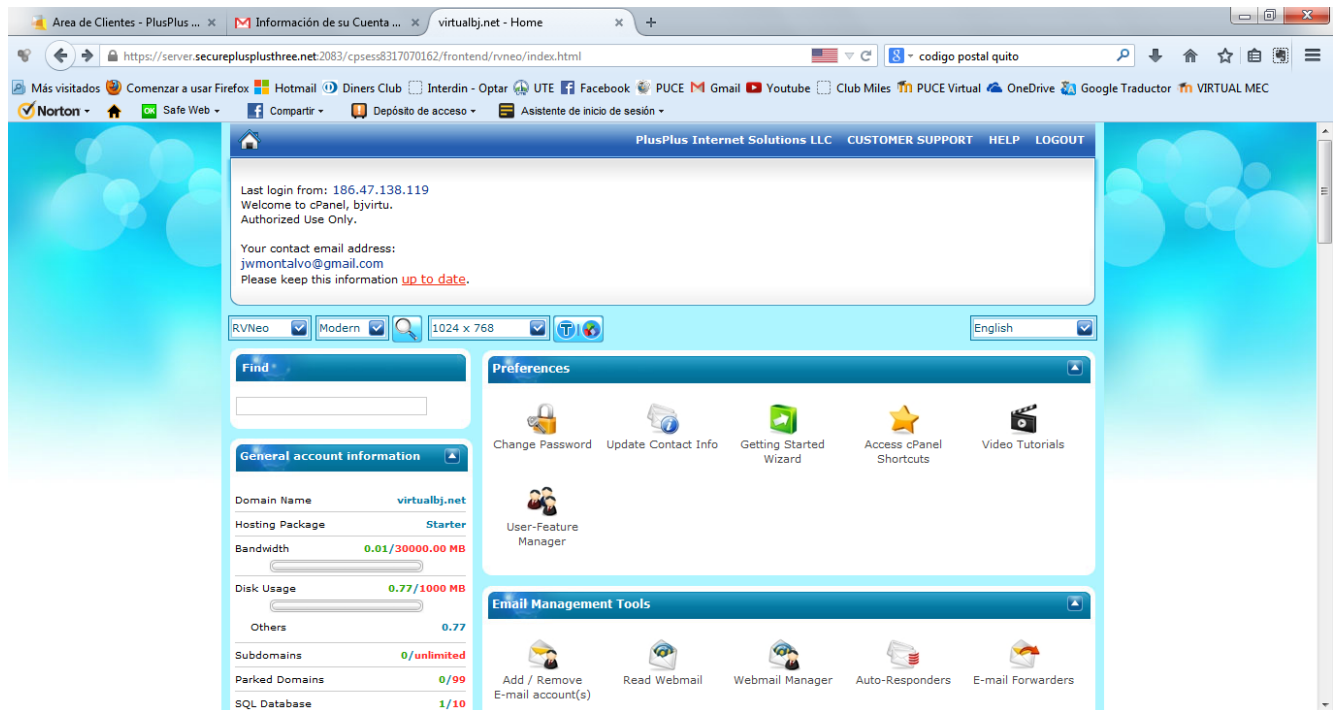 Area de Clientes - PlusPlus ...
Información de su Cuenta ...
virtualbj.net - Home
https://server.secureplusplusthree.net:2083/cpsess8317070162/frontend/rvneo/index.html
codigo postal quito
Más visitados Comenzar a usar Firefox Hotmail Diners Club Interdin - Optar UTE Facebook PUCE Gmail Youtube Club Miles PUCE Virtual OneDrive Google Traductor VIRTUAL MEC
Norton OK Safe Web Compartir Depósito de acceso Asistente de inicio de sesión
PlusPlus Internet Solutions LLC CUSTOMER SUPPORT HELP LOGOUT
Last login from: 186.47.138.119
Welcome to cPanel, bjvirtu.
Authorized Use Only.
Your contact email address:
jwmontalvo@gmail.com
Please keep this information up to date.
RVNeo Modern 1024 x 768 English
Find
General account information
Domain Name virtualbj.net
Hosting Package Starter
Bandwidth 0.01/30000.00 MB
Disk Usage 0.77/1000 MB
Others 0.77
Subdomains 0/unlimited
Parked Domains 0/99
SQL Database 1/10
Preferences
Change Password
Update Contact Info
Getting Started
Wizard
Access cPanel
Shortcuts
Video Tutorials
User-Feature
Manager
Email Management Tools
Add / Remove
E-mail account(s)
Read Webmail
Webmail Manager
Auto-Responders
E-mail Forwarders